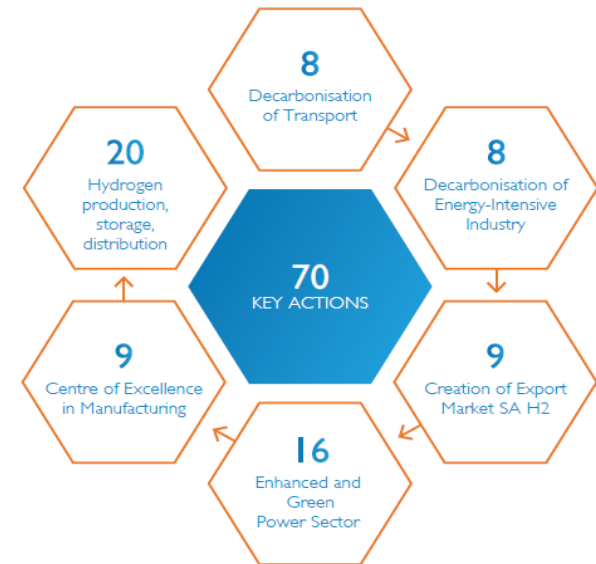 8
Decarbonisation
of Transport
8
Decarbonisation of
Energy-Intensive
Industry
9
Creation of Export
Market SA H2
16
Enhanced and
Green
Power Sector
9
Centre of Excellence
in Manufacturing
20
Hydrogen
production,
storage,
distribution
70
KEY ACTIONS